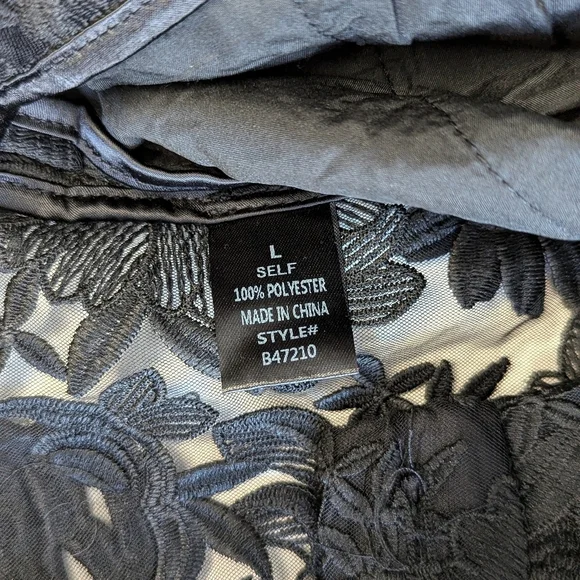 L
SELF
100% POLYESTER
MADE IN CHINA
STYLE#
B47210